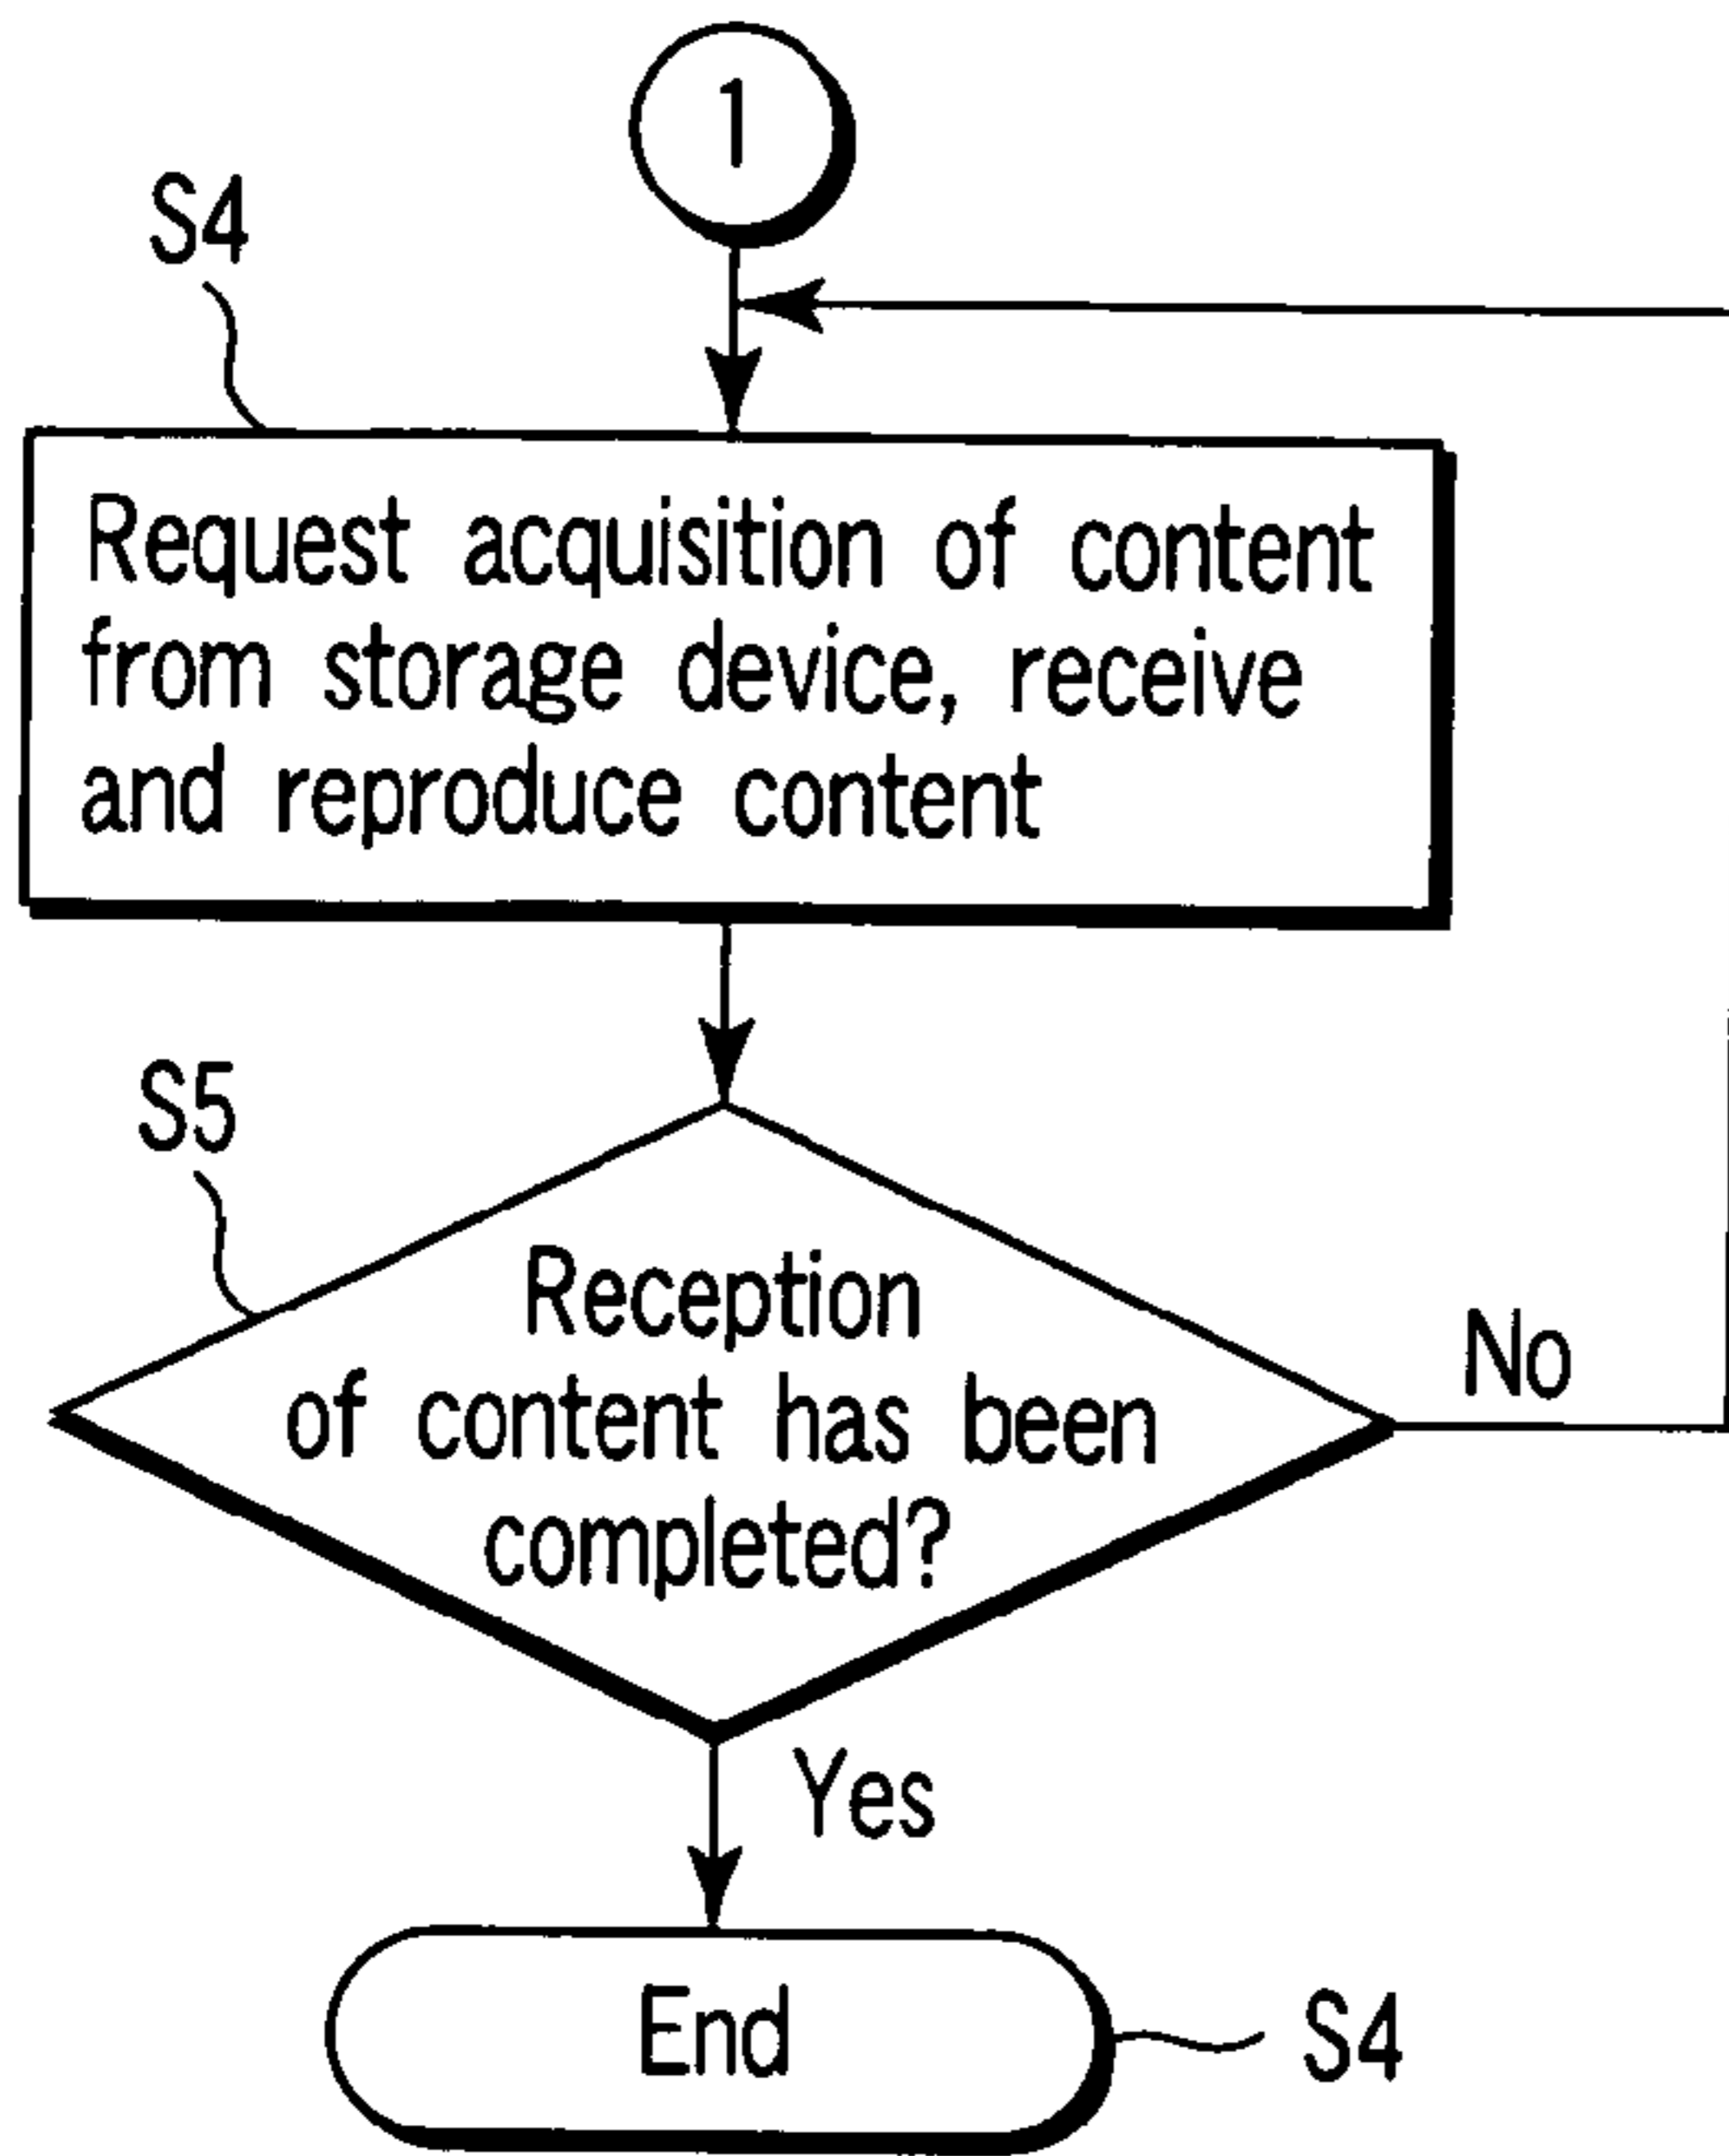 1
S4
Request acquisition of content
from storage device, receive
and reproduce content
S5
Reception
of content has been
completed?
No
Yes
End
S4